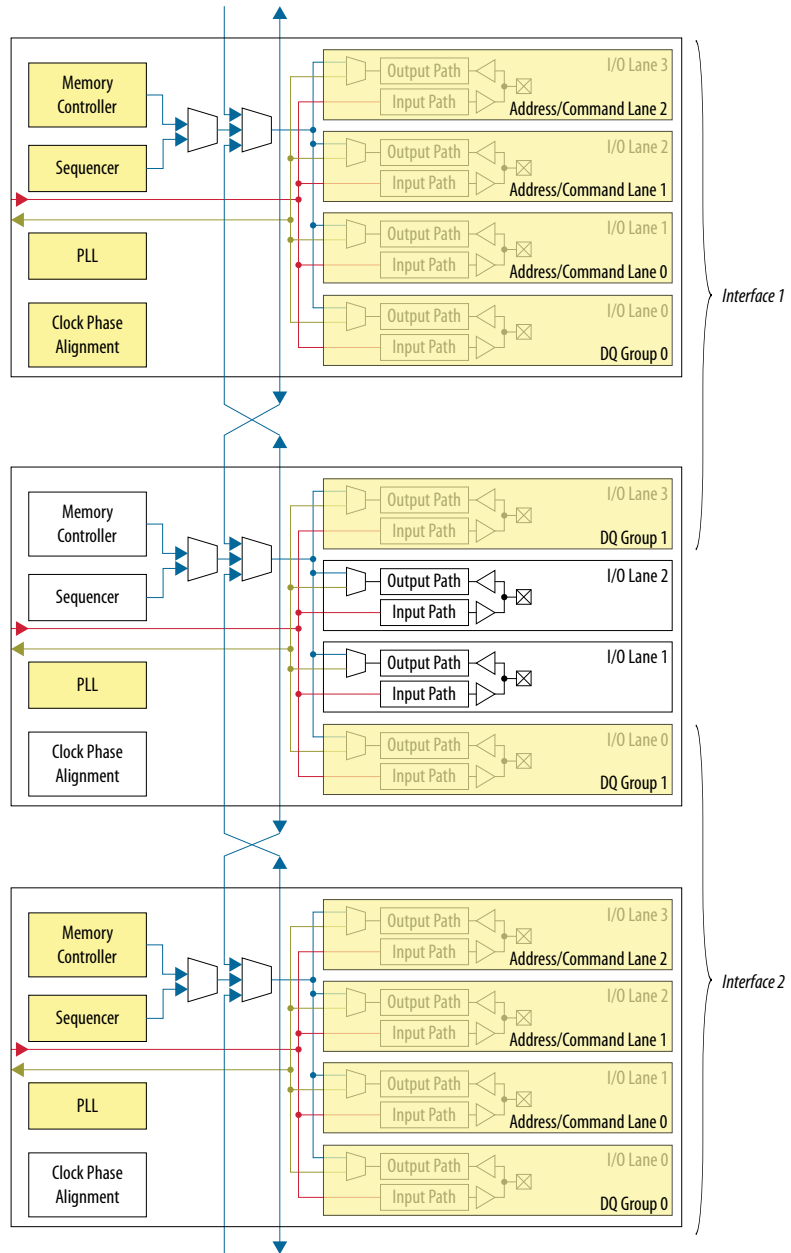 Memory
Controller
Sequencer
PLL
Clock Phase
Alignment
I/O Lane 3
Output Path
Input Path
Address/Command Lane 2
I/O Lane 2
Output Path
Input Path
Address/Command Lane 1
I/O Lane 1
Output Path
Input Path
Address/Command Lane 0
I/O Lane 0
Output Path
Input Path
DQ Group 0
Interface 1
Memory
Controller
Sequencer
PLL
Clock Phase
Alignment
I/O Lane 3
Output Path
Input Path
DQ Group 1
I/O Lane 2
Output Path
Input Path
I/O Lane 1
Output Path
Input Path
I/O Lane 0
Output Path
Input Path
DQ Group 1
Memory
Controller
Sequencer
PLL
Clock Phase
Alignment
I/O Lane 3
Output Path
Input Path
Address/Command Lane 2
I/O Lane 2
Output Path
Input Path
Address/Command Lane 1
I/O Lane 1
Output Path
Input Path
Address/Command Lane 0
I/O Lane 0
Output Path
Input Path
DQ Group 0
Interface 2